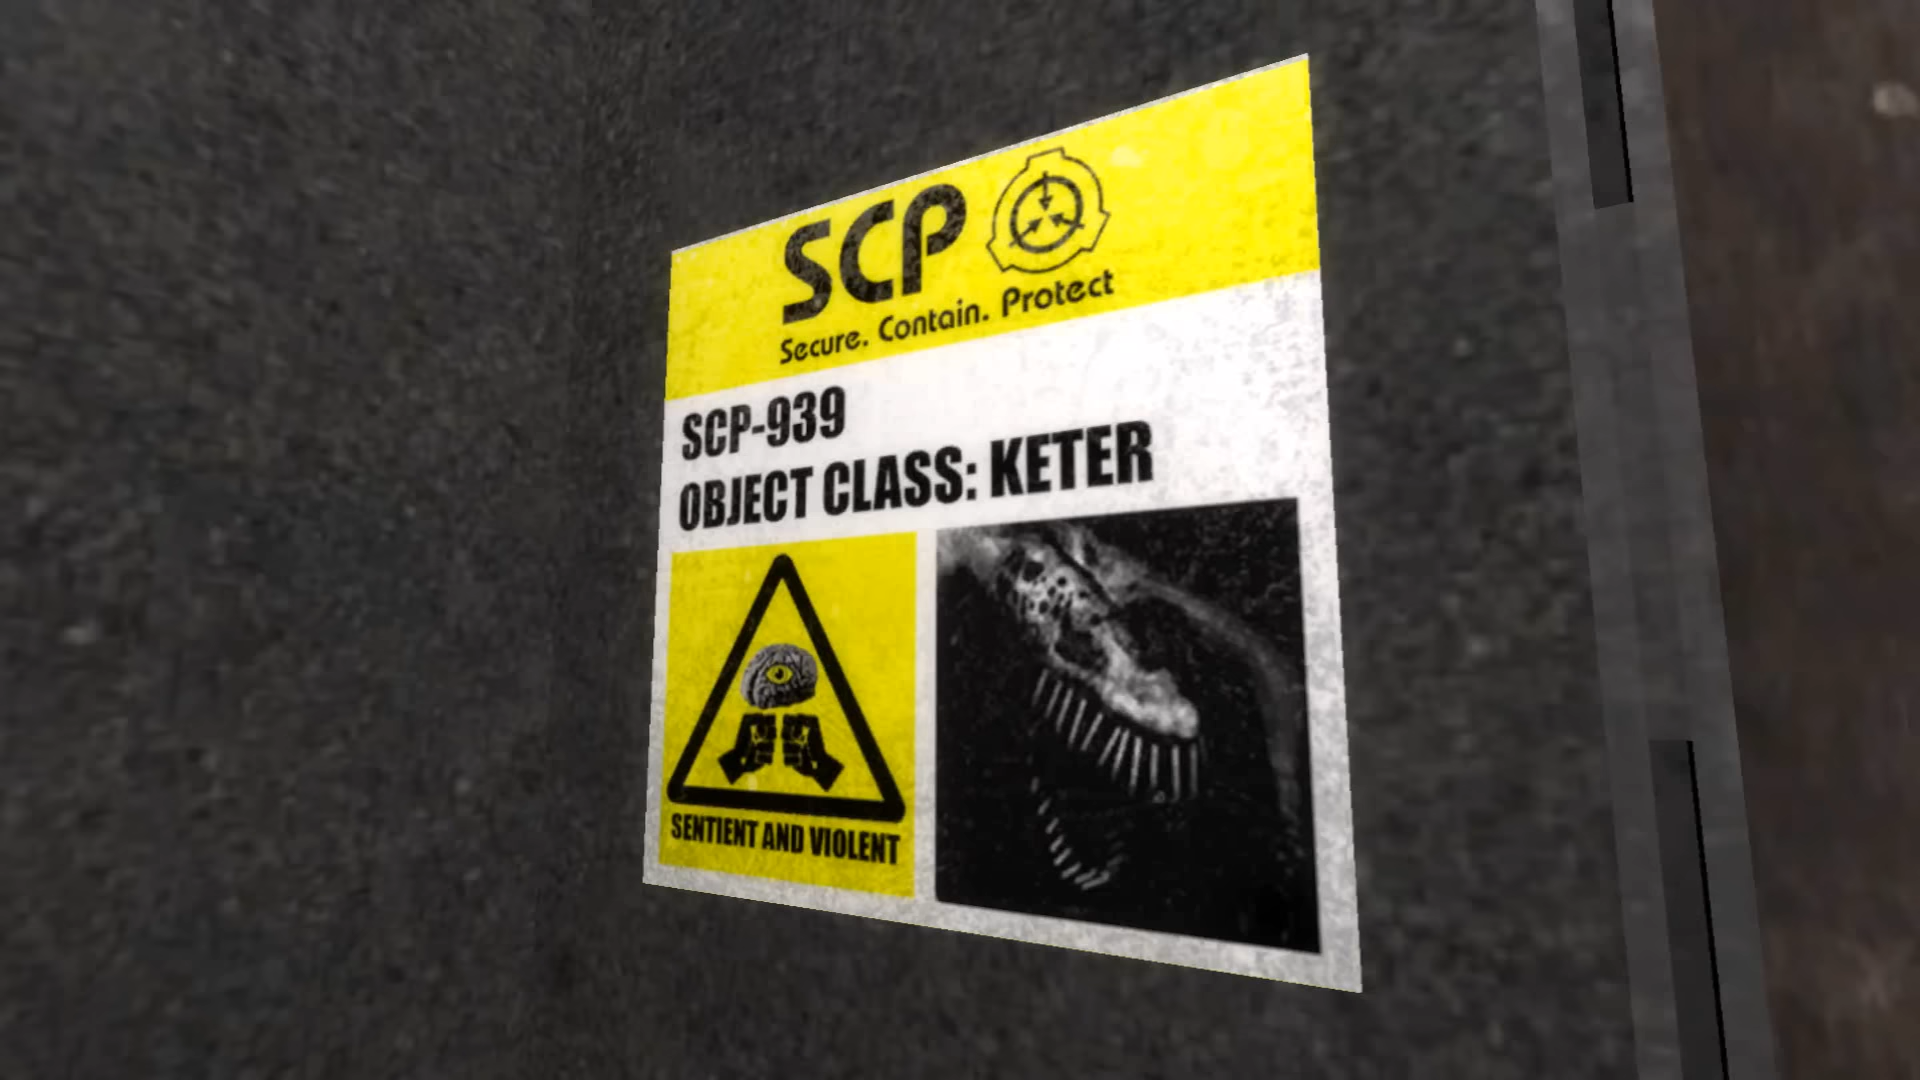 SCP
Secure. Contain. Protect
SCP-939
OBJECT CLASS: KETER
SENTIENT AND VIOLENT